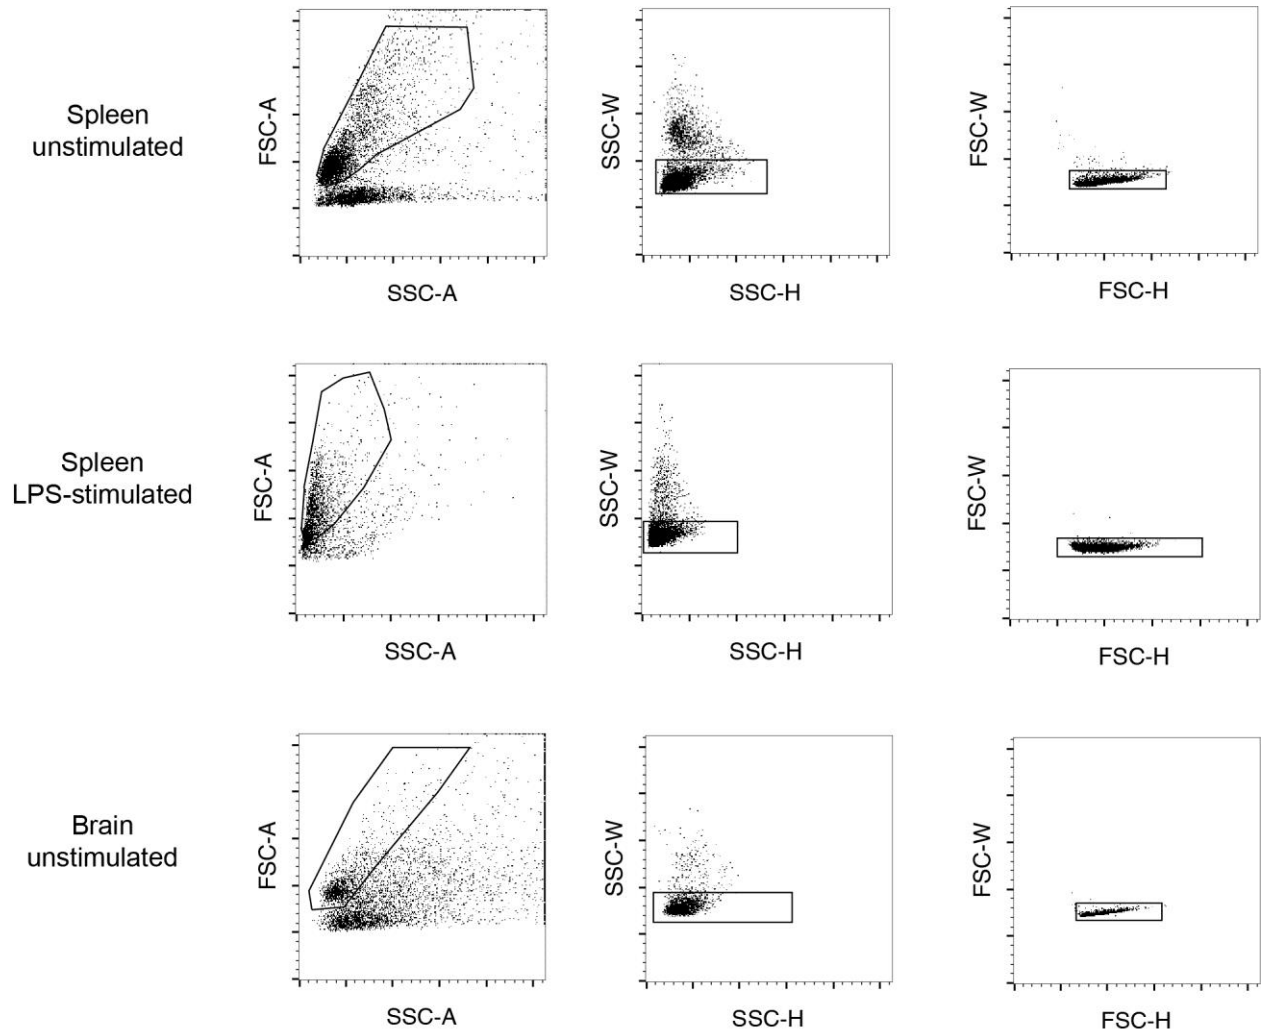 Spleen
unstimulated
FSC-A
SSC-A
SSC-W
SSC-H
FSC-W
FSC-H
Spleen
LPS-stimulated
FSC-A
SSC-A
SSC-W
SSC-H
FSC-W
FSC-H
Brain
unstimulated
FSC-A
SSC-A
SSC-W
SSC-H
FSC-W
FSC-H